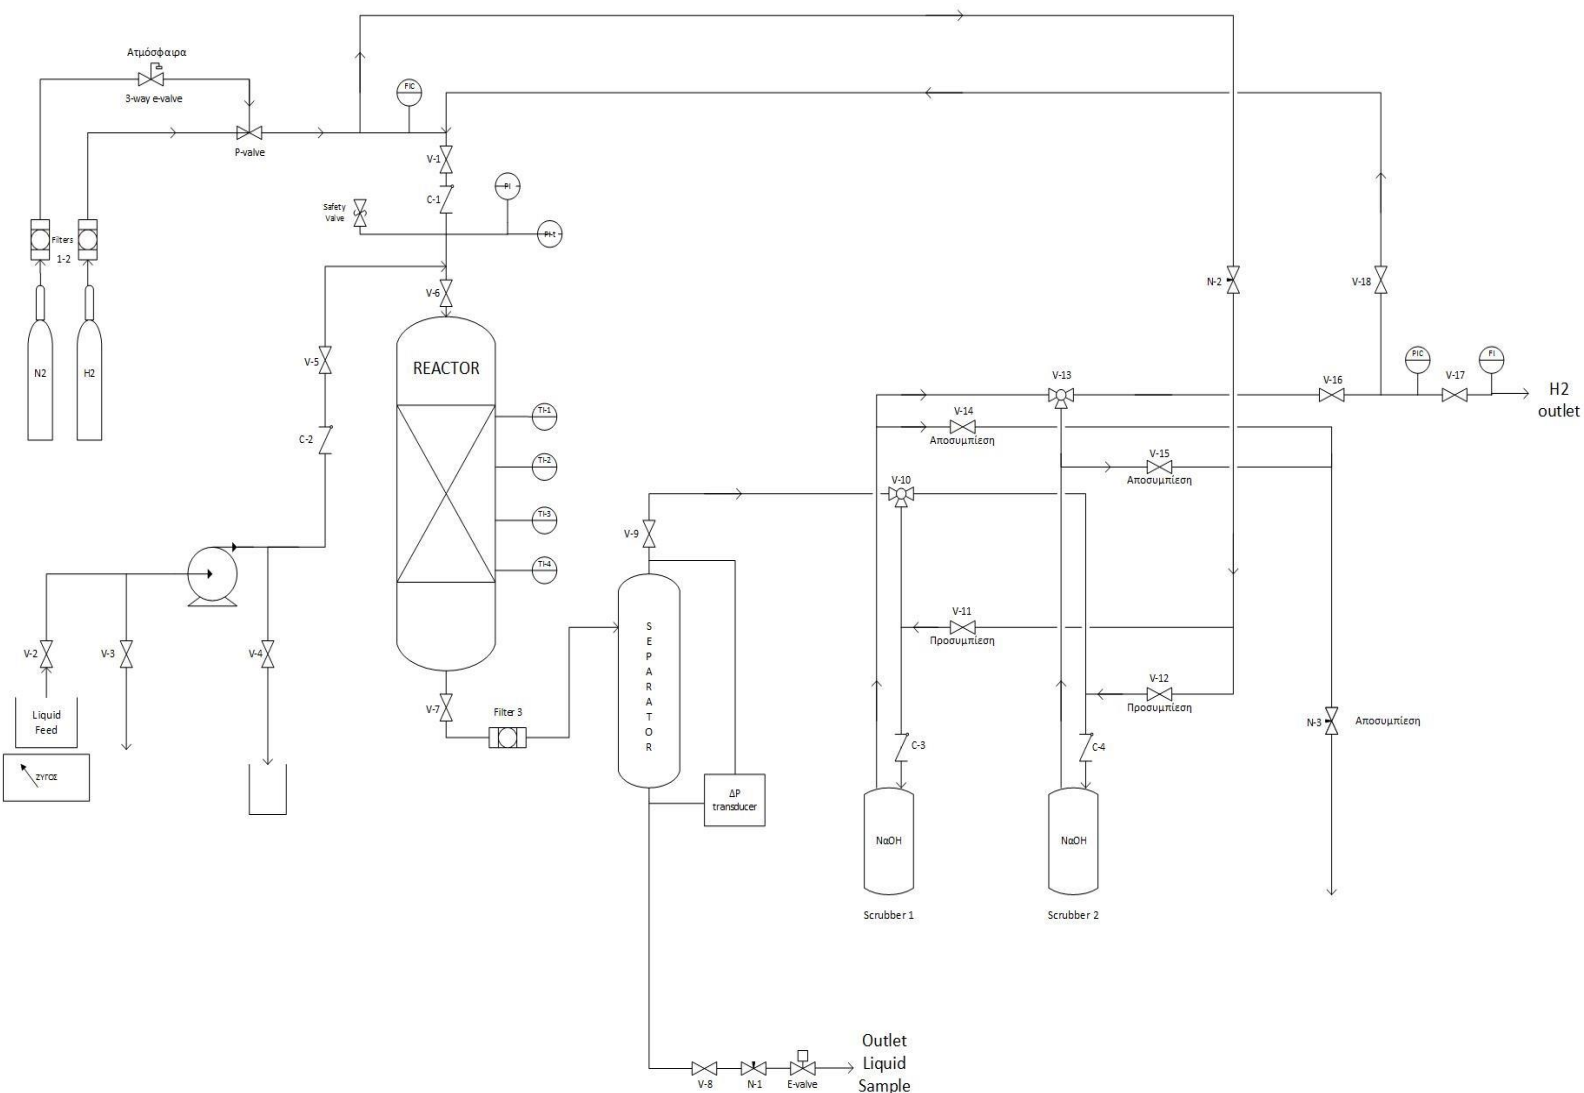 Ατμόσφαιρα
3-way e-valve
FIC
P-valve
V-1
C-1
PI
Safety
Valve
PI-t
Filters
1-2
V-6
N-2
V-18
N2
H2
V-5
REACTOR
PIC
FI
V-13
V-16
V-17
H2
outlet
TI-1
V-14
Αποσυμπίεση
C-2
TI-2
V-15
Αποσυμπίεση
V-10
TI-3
V-9
TI-4
V-11
Προσυμπίεση
V-2
V-3
V-4
SEPARATOR
V-12
Προσυμπίεση
V-7
Filter 3
Liquid
Feed
N-3
Αποσυμπίεση
C-3
C-4
ΖΥΓΟΣ
ΔP
transducer
NαOH
NαOH
Scrubber 1
Scrubber 2
V-8
N-1
E-valve
Outlet
Liquid
Sample